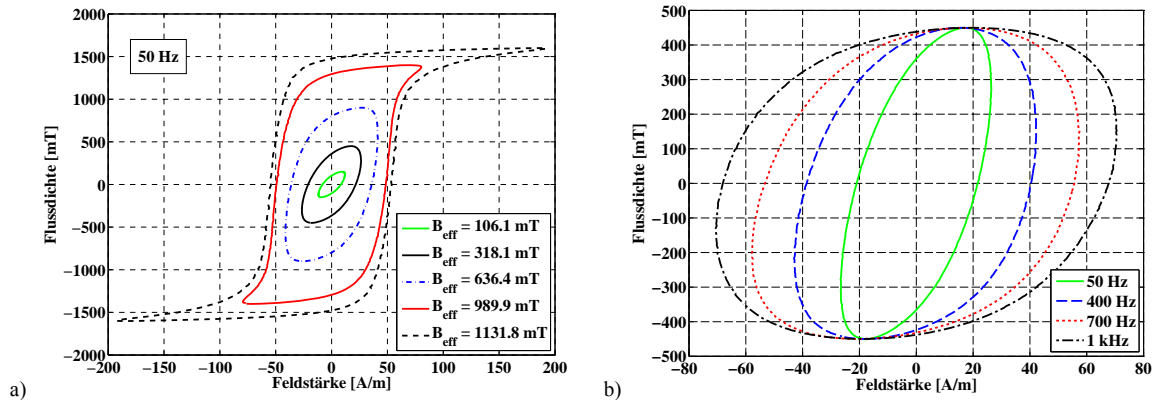 2000
1500
1000
500
0
−500
−1000
−1500
−2000
−200 −150 −100 −50 0 50 100 150 200
Flussdichte [mT]
Feldstärke [A/m]
50 Hz
B_eff = 106.1 mT
B_eff = 318.1 mT
B_eff = 636.4 mT
B_eff = 989.9 mT
B_eff = 1131.8 mT
a)
500
400
300
200
100
0
−100
−200
−300
−400
−500
−80 −60 −40 −20 0 20 40 60 80
Flussdichte [mT]
Feldstärke [A/m]
50 Hz
400 Hz
700 Hz
1 kHz
b)